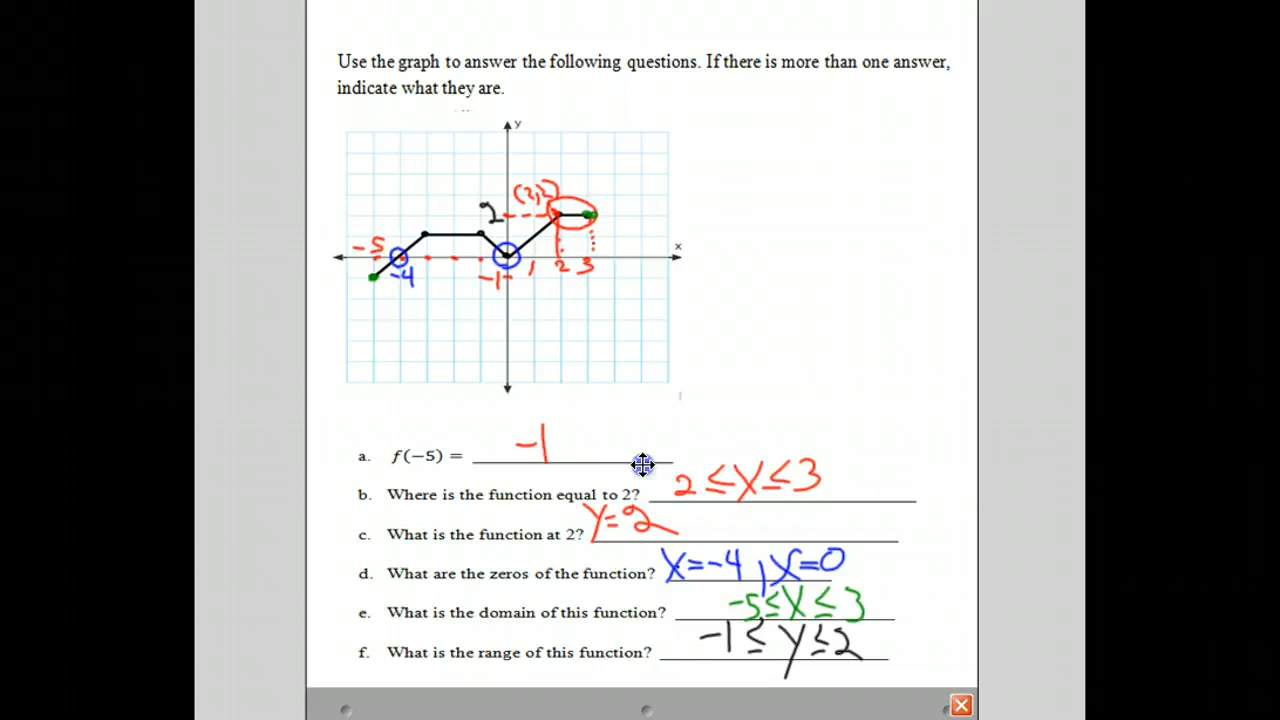 Use the graph to answer the following questions. If there is more than one answer,
indicate what they are.
y
(2,2)
2
x
-5
-4
-1
1
2
3
a. f(−5) = -1
b. Where is the function equal to 2? 2 ≤ x ≤ 3
c. What is the function at 2? y=2
d. What are the zeros of the function? x=-4, x=0
e. What is the domain of this function? -5 ≤ x ≤ 3
f. What is the range of this function? -1 ≤ y ≤ 2